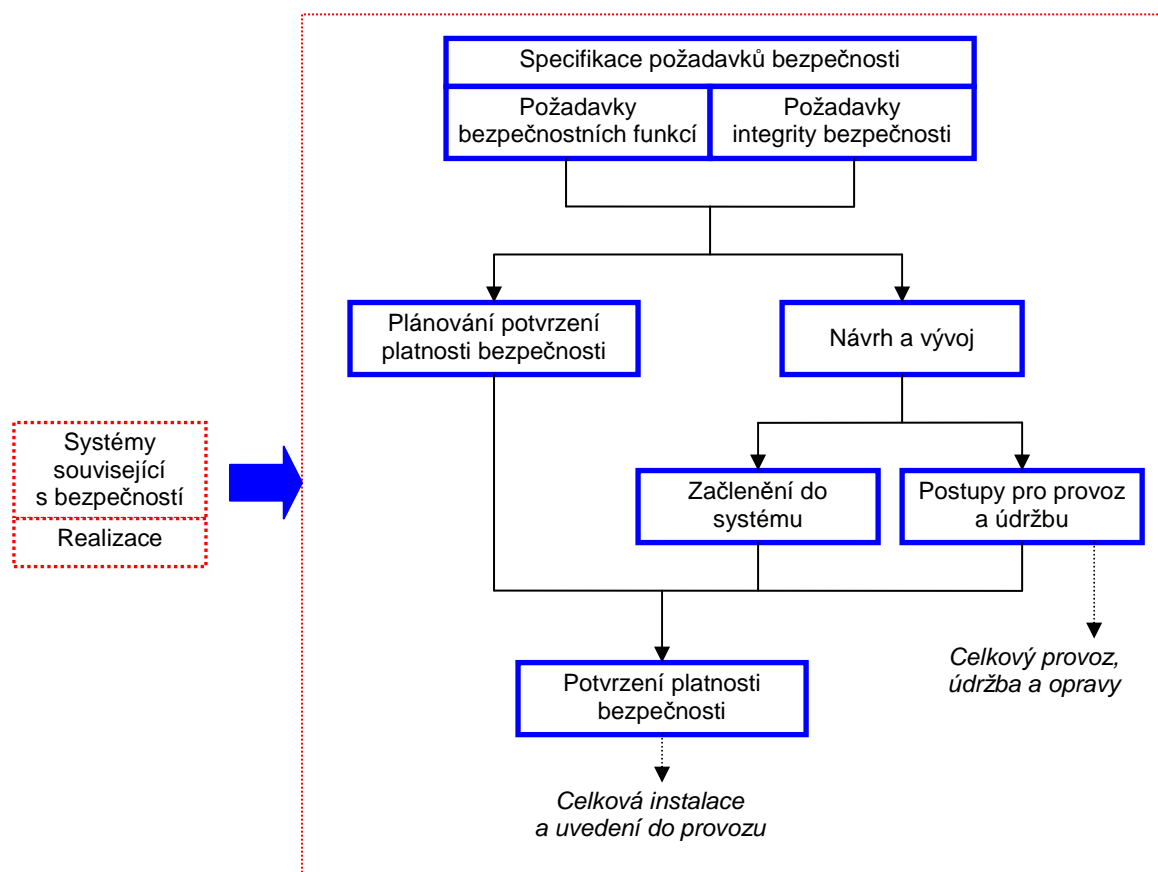 Specifikace požadavků bezpečnosti
Požadavky
bezpečnostních funkcí
Požadavky
integrity bezpečnosti
Plánování potvrzení
platnosti bezpečnosti
Návrh a vývoj
Systémy
související
s bezpečností
Realizace
Začlenění do
systému
Postupy pro provoz
a údržbu
Potvrzení platnosti
bezpečnosti
Celkový provoz,
údržba a opravy
Celková instalace
a uvedení do provozu